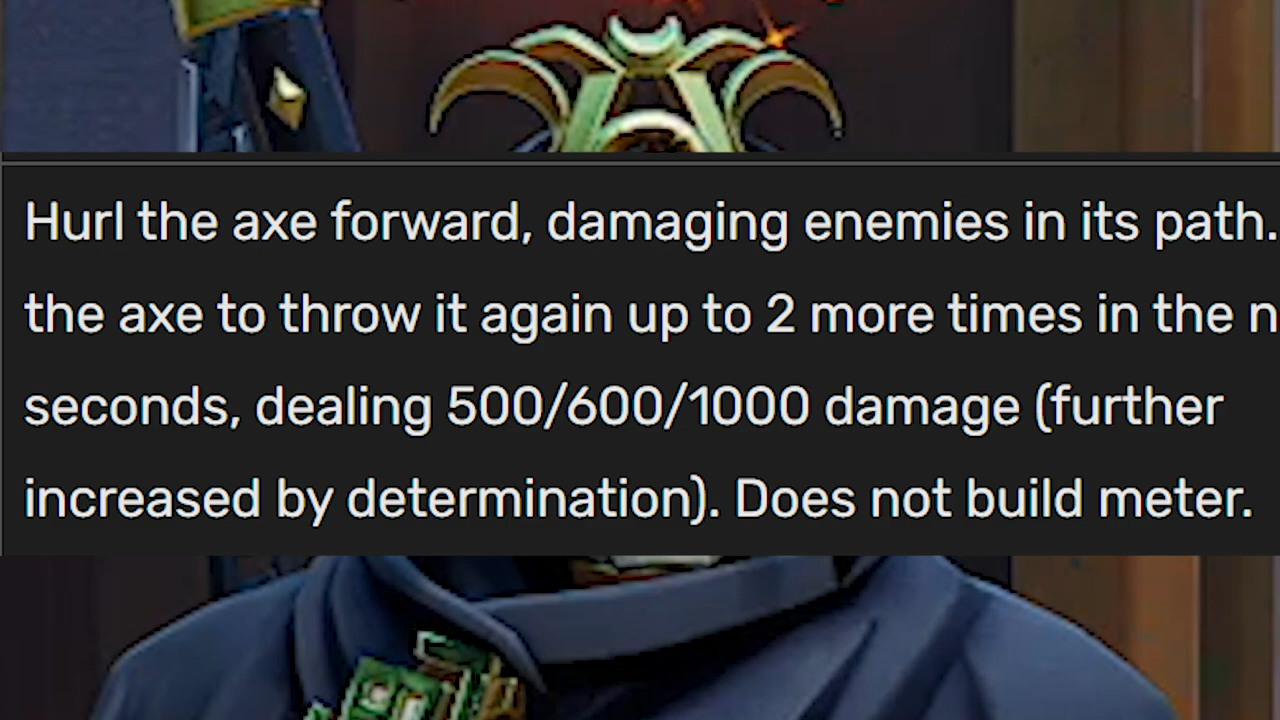 Hurl the axe forward, damaging enemies in its path.
the axe to throw it again up to 2 more times in the
seconds, dealing 500/600/1000 damage (further
increased by determination). Does not build meter.